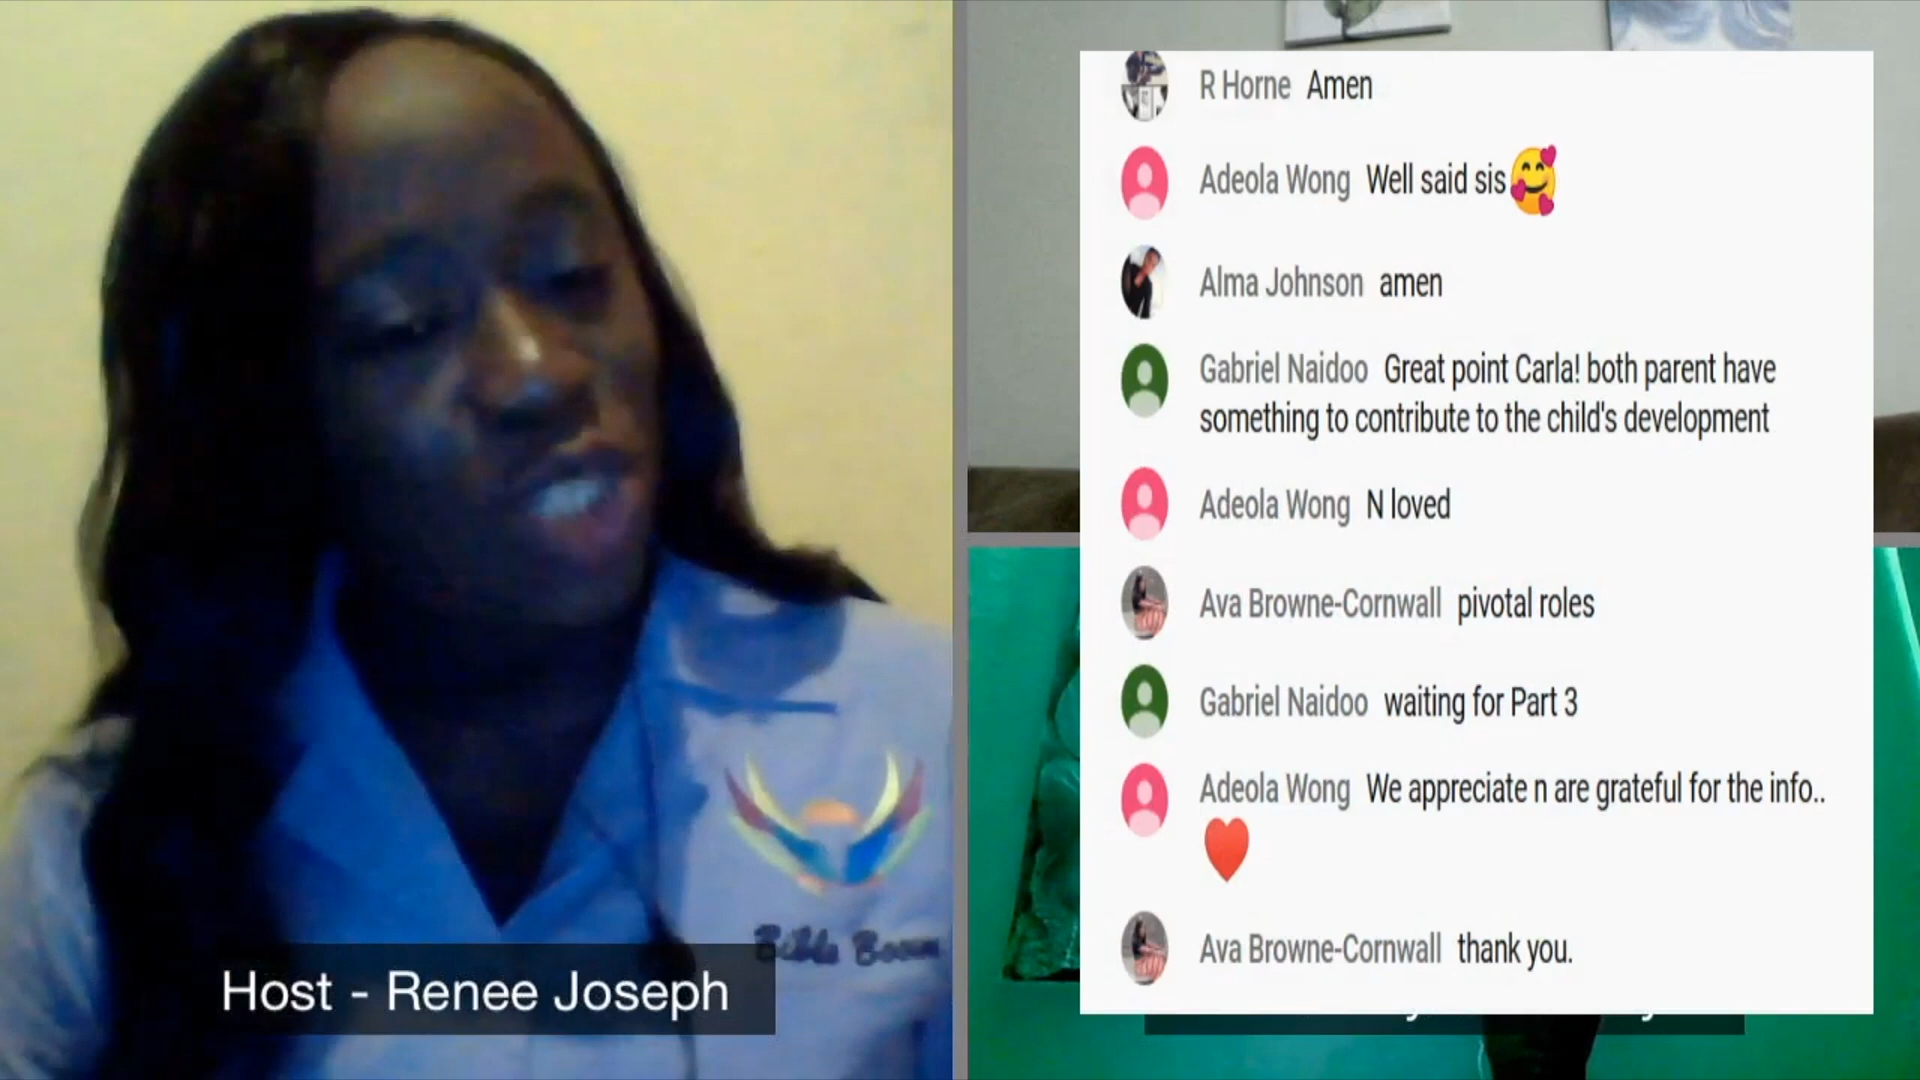 R Horne Amen
Adeola Wong Well said sis🥰
Alma Johnson amen
Gabriel Naidoo Great point Carla! both parent have
something to contribute to the child's development
Adeola Wong N loved
Ava Browne-Cornwall pivotal roles
Gabriel Naidoo waiting for Part 3
Adeola Wong We appreciate n are grateful for the info..
❤️
Ava Browne-Cornwall thank you.
Host - Renee Joseph